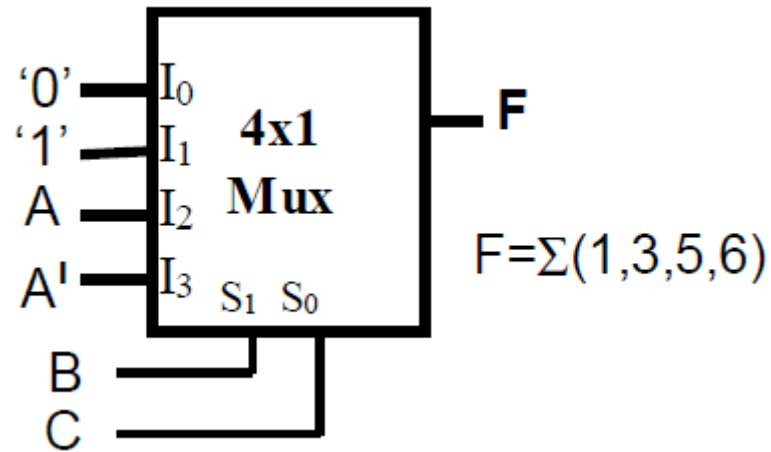 ‘0’ I0
‘1’ I1
A I2
A' I3
4x1
Mux
S1 S0
F
F=Σ(1,3,5,6)
B
C